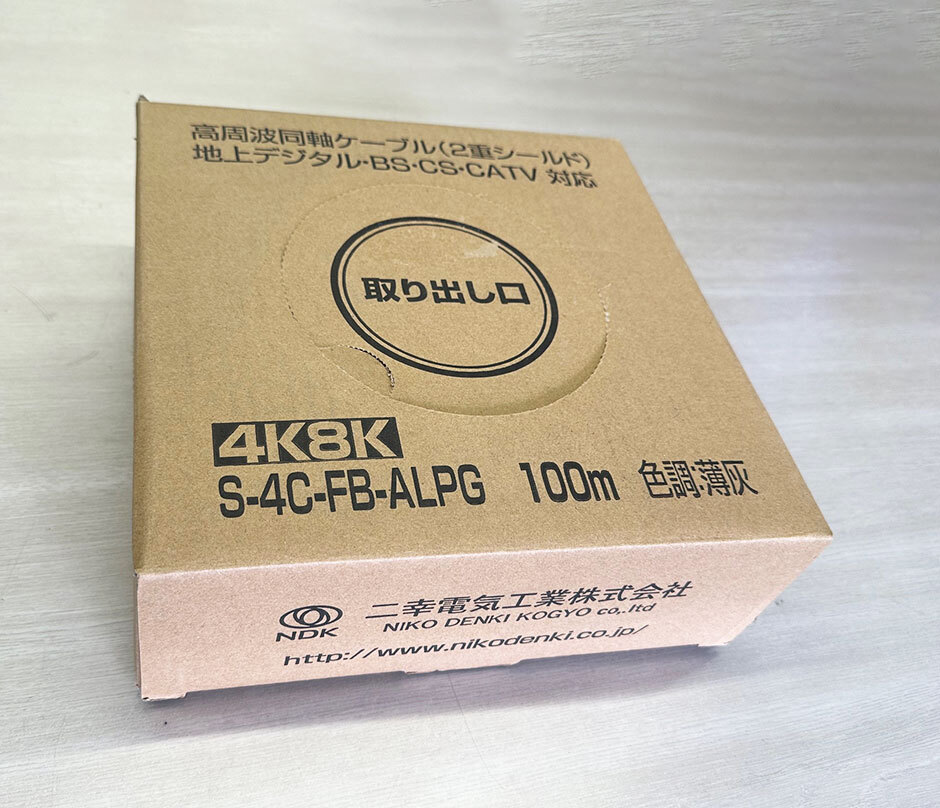 高周波同軸ケーブル(2重シールド)
地上デジタル・BS・CS・CATV 対応
取り出し口
4K8K
S-4C-FB-ALPG 100m 色調:薄灰
NDK
二幸電気工業株式会社
NIKO DENKI KOGYO co.,ltd
http://www.nikodenki.co.jp/